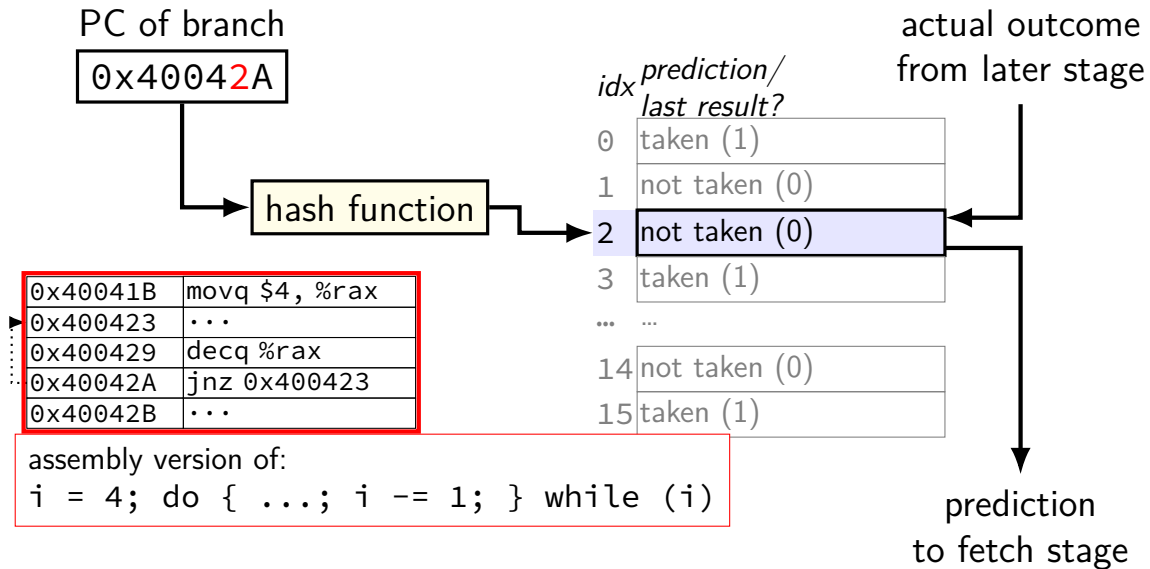 PC of branch
0x40042A
hash function
idx
prediction/
last result?
0 taken (1)
1 not taken (0)
2 not taken (0)
3 taken (1)
… …
14 not taken (0)
15 taken (1)
actual outcome
from later stage
prediction
to fetch stage
0x40041B movq $4, %rax
0x400423 ···
0x400429 decq %rax
0x40042A jnz 0x400423
0x40042B ···
assembly version of:
i = 4; do { ...; i -= 1; } while (i)